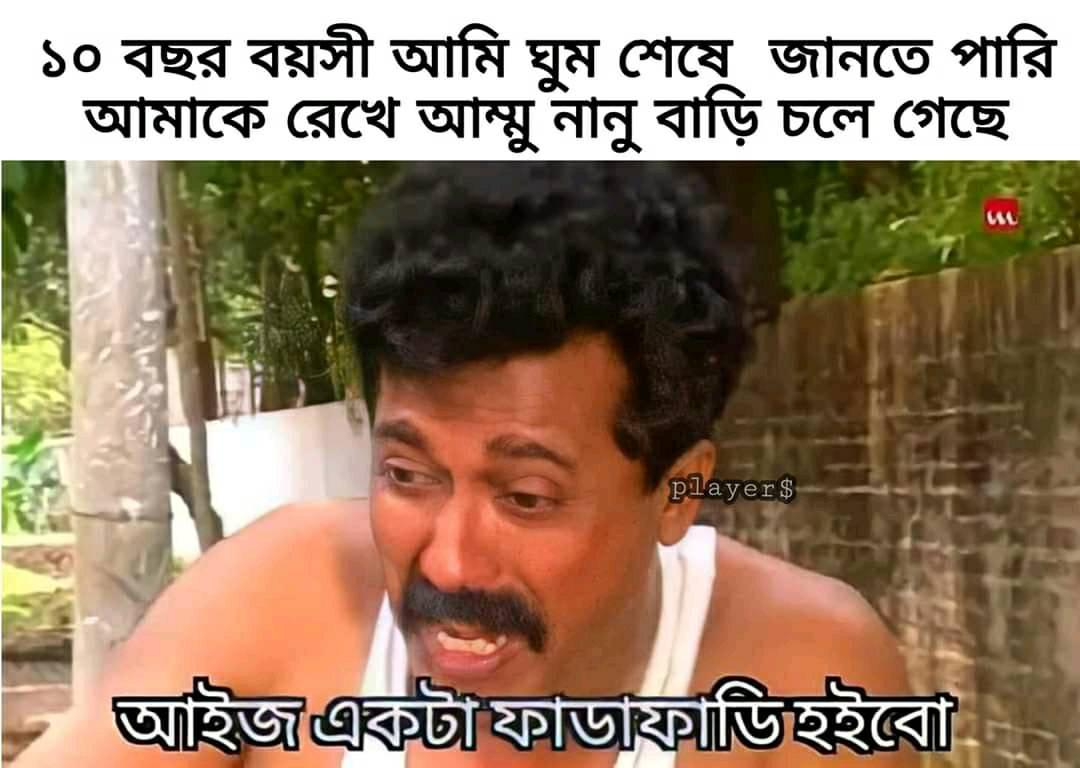 ১০ বছর বয়সী আমি ঘুম শেষে জানতে পারি
আমাকে রেখে আম্মু নানু বাড়ি চলে গেছে
player$
আইজ একটা ফাডাফাডি হইবো